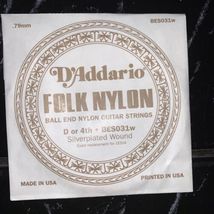 .79mm
BES031w
D'Addario
FOLK NYLON
BALL END NYLON GUITAR STRINGS
D or 4th • BES031w
Silverplated Wound
MADE IN USA
PRINTED IN USA